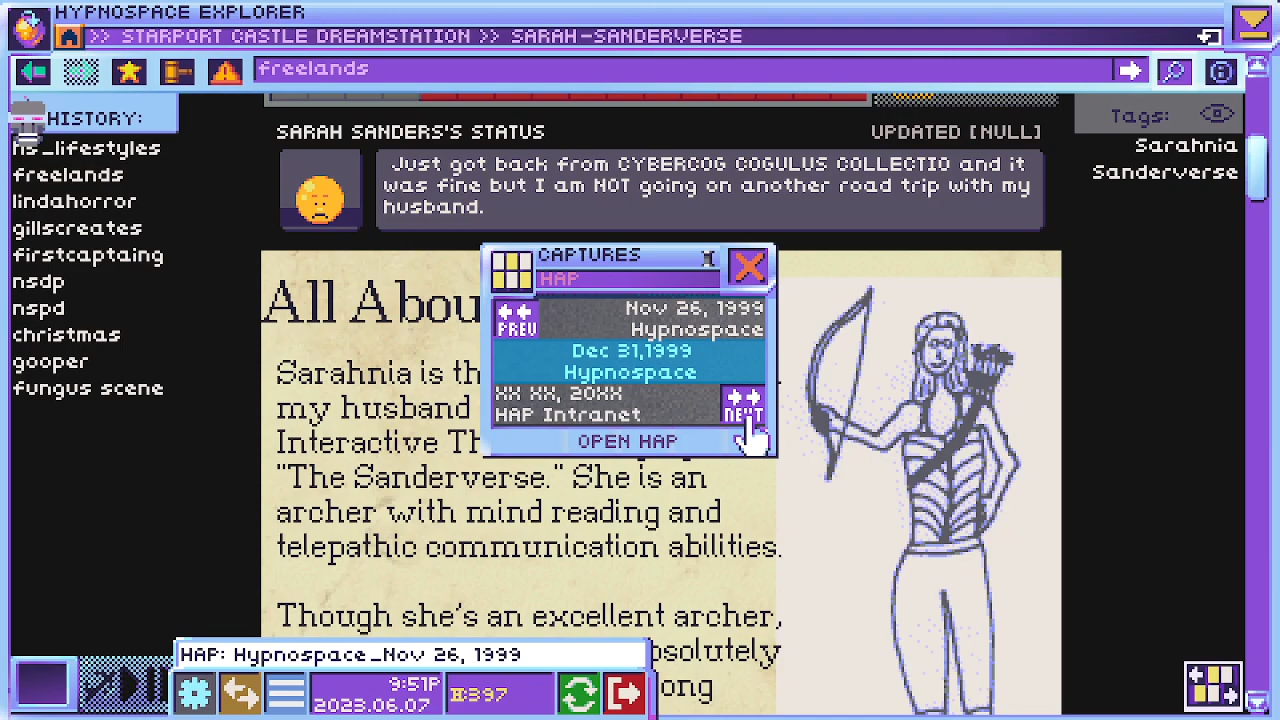 HYPNOSPACE EXPLORER
>> STARPORT CASTLE DREAMSTATION >> SARAH-SANDERVERSE
freelands
HISTORY:
hs_lifestyles
freelands
lindahorror
gillscreates
firstcaptaing
nsdp
nspd
christmas
gooper
fungus scene
SARAH SANDERS'S STATUS
UPDATED [NULL]
Just got back from CYBERCOG COGULUS COLLECTIO and it
was fine but I am NOT going on another road trip with my
husband.
Tags:
Sarahnia
Sanderverse
CAPTURES
HAP
PREV
Nov 26, 1999
Hypnospace
Dec 31,1999
Hypnospace
XX XX, 20XX
HAP Intranet
NEXT
OPEN HAP
All Abou
Sarahnia is th
my husband
Interactive Th
"The Sanderverse." She is an
archer with mind reading and
telepathic communication abilities.
Though she's an excellent archer,
bsolutely
ong
HAP: Hypnospace_Nov 26, 1999
9:51P
2023.06.07
397